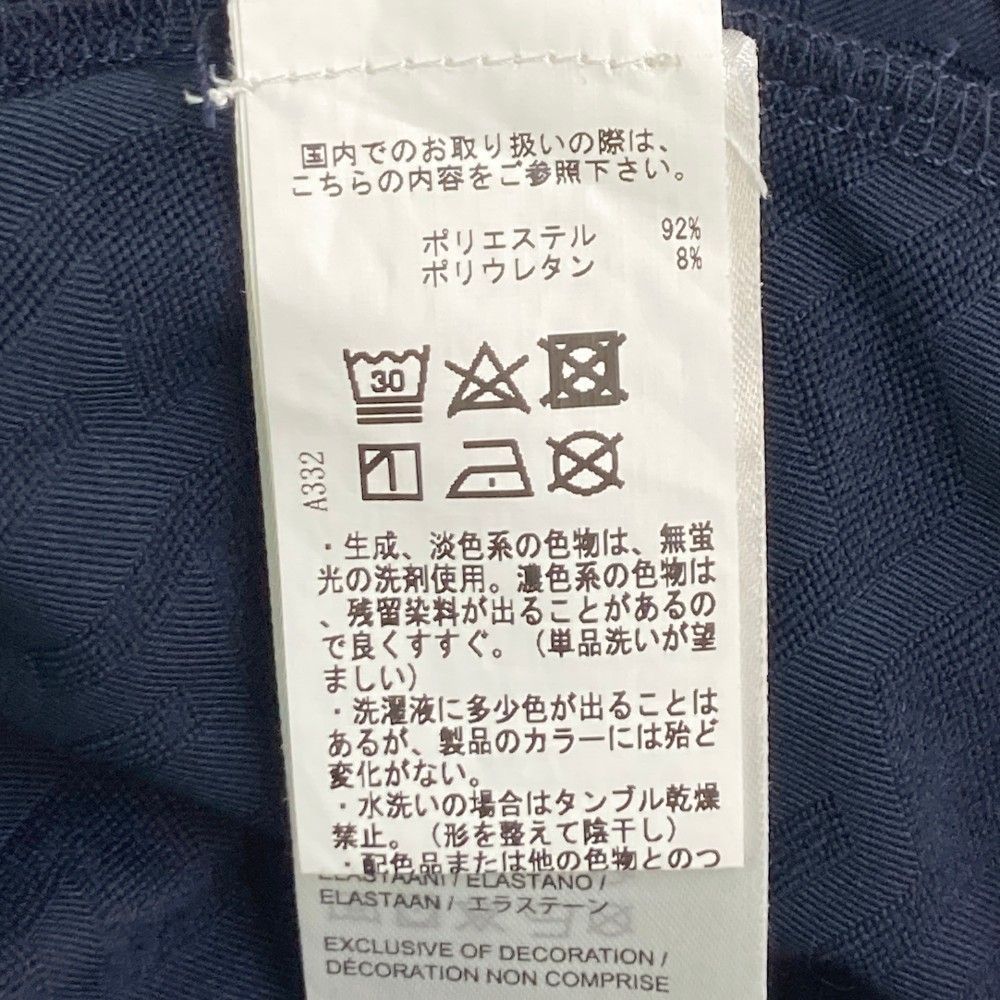 国内でのお取り扱いの際は、
こちらの内容をご参照下さい。
ポリエステル 92%
ポリウレタン 8%
30
A332
・生成、淡色系の色物は、無蛍
光の洗剤使用。濃色系の色物は
、残留染料が出ることがあるの
で良くすすぐ。(単品洗いが望
ましい)
・洗濯液に多少色が出ることは
あるが、製品のカラーには殆ど
変化がない。
・水洗いの場合はタンブル乾燥
禁止。(形を整えて陰干し)
・配色品または他の色物とのつ
ELASTAANI / ELASTANO /
ELASTAAN / エラステーン
EXCLUSIVE OF DECORATION /
DÉCORATION NON COMPRISE